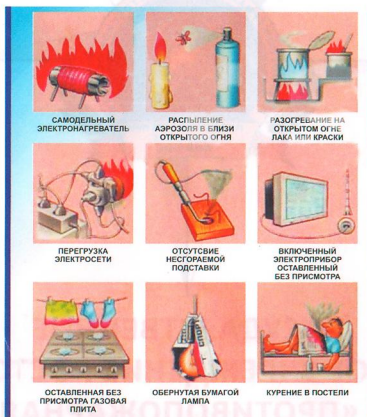 САМОДЕЛЬНЫЙ
ЭЛЕКТРОНАГРЕВАТЕЛЬ
РАСПЫЛЕНИЕ
АЭРОЗОЛЯ В БЛИЗИ
ОТКРЫТОГО ОГНЯ
РАЗОГРЕВАНИЕ НА
ОТКРЫТОМ ОГНЕ
ЛАКА ИЛИ КРАСКИ
ПЕРЕГРУЗКА
ЭЛЕКТРОСЕТИ
ОТСУТСВИЕ
НЕСГОРАЕМОЙ
ПОДСТАВКИ
ВКЛЮЧЕННЫЙ
ЭЛЕКТРОПРИБОР
ОСТАВЛЕННЫЙ
БЕЗ ПРИСМОТРА
ОСТАВЛЕННАЯ БЕЗ
ПРИСМОТРА ГАЗОВАЯ
ПЛИТА
ОБЕРНУТАЯ БУМАГОЙ
ЛАМПА
КУРЕНИЕ В ПОСТЕЛИ